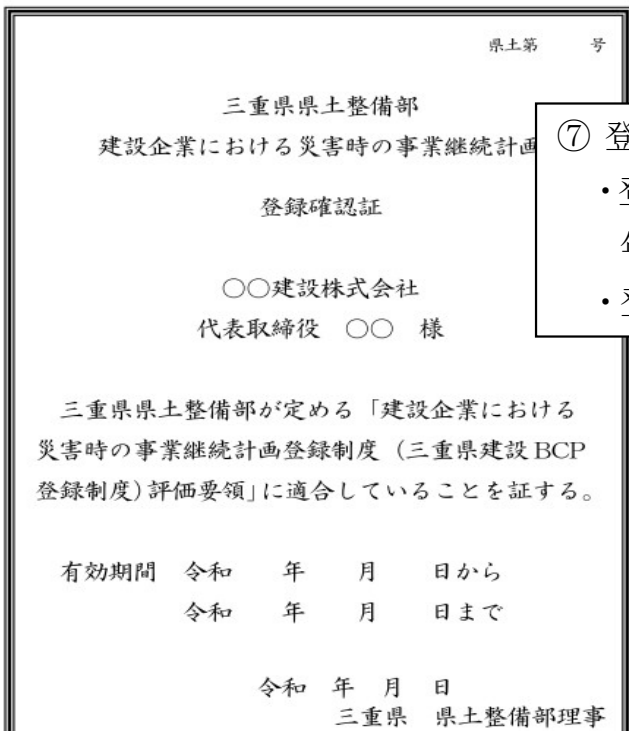 県土第　　号
三重県県土整備部
建設企業における災害時の事業継続計画
登録確認証
○○建設株式会社
代表取締役　○○　様
三重県県土整備部が定める「建設企業における
災害時の事業継続計画登録制度（三重県建設BCP
登録制度）評価要領」に適合していることを証する。
有効期間　令和　　年　　月　　日から
令和　　年　　月　　日まで
令和　年　月　日
三重県　県土整備部理事
⑦ 登